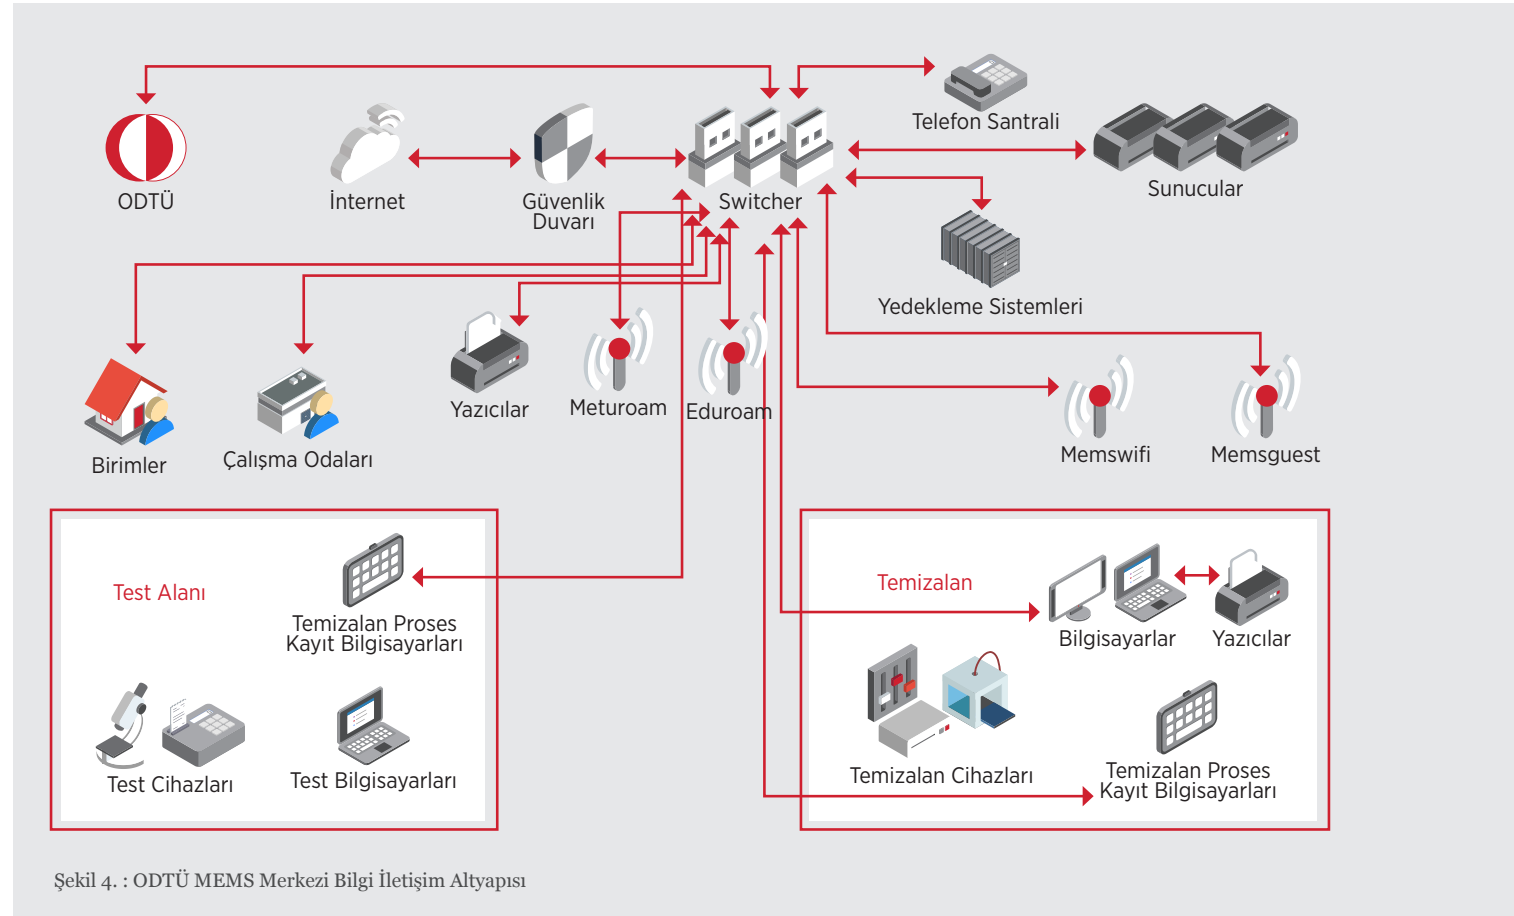 Telefon Santrali
ODTÜ
İnternet
Güvenlik
Duvarı
Switcher
Sunucular
Yedekleme Sistemleri
Birimler
Çalışma Odaları
Yazıcılar
Meturoam
Eduroam
Memswifi
Memsguest
Test Alanı
Temizalan Proses
Kayıt Bilgisayarları
Test Cihazları
Test Bilgisayarları
Temizalan
Bilgisayarlar
Yazıcılar
Temizalan Cihazları
Temizalan Proses
Kayıt Bilgisayarları
Şekil 4. : ODTÜ MEMS Merkezi Bilgi İletişim Altyapısı